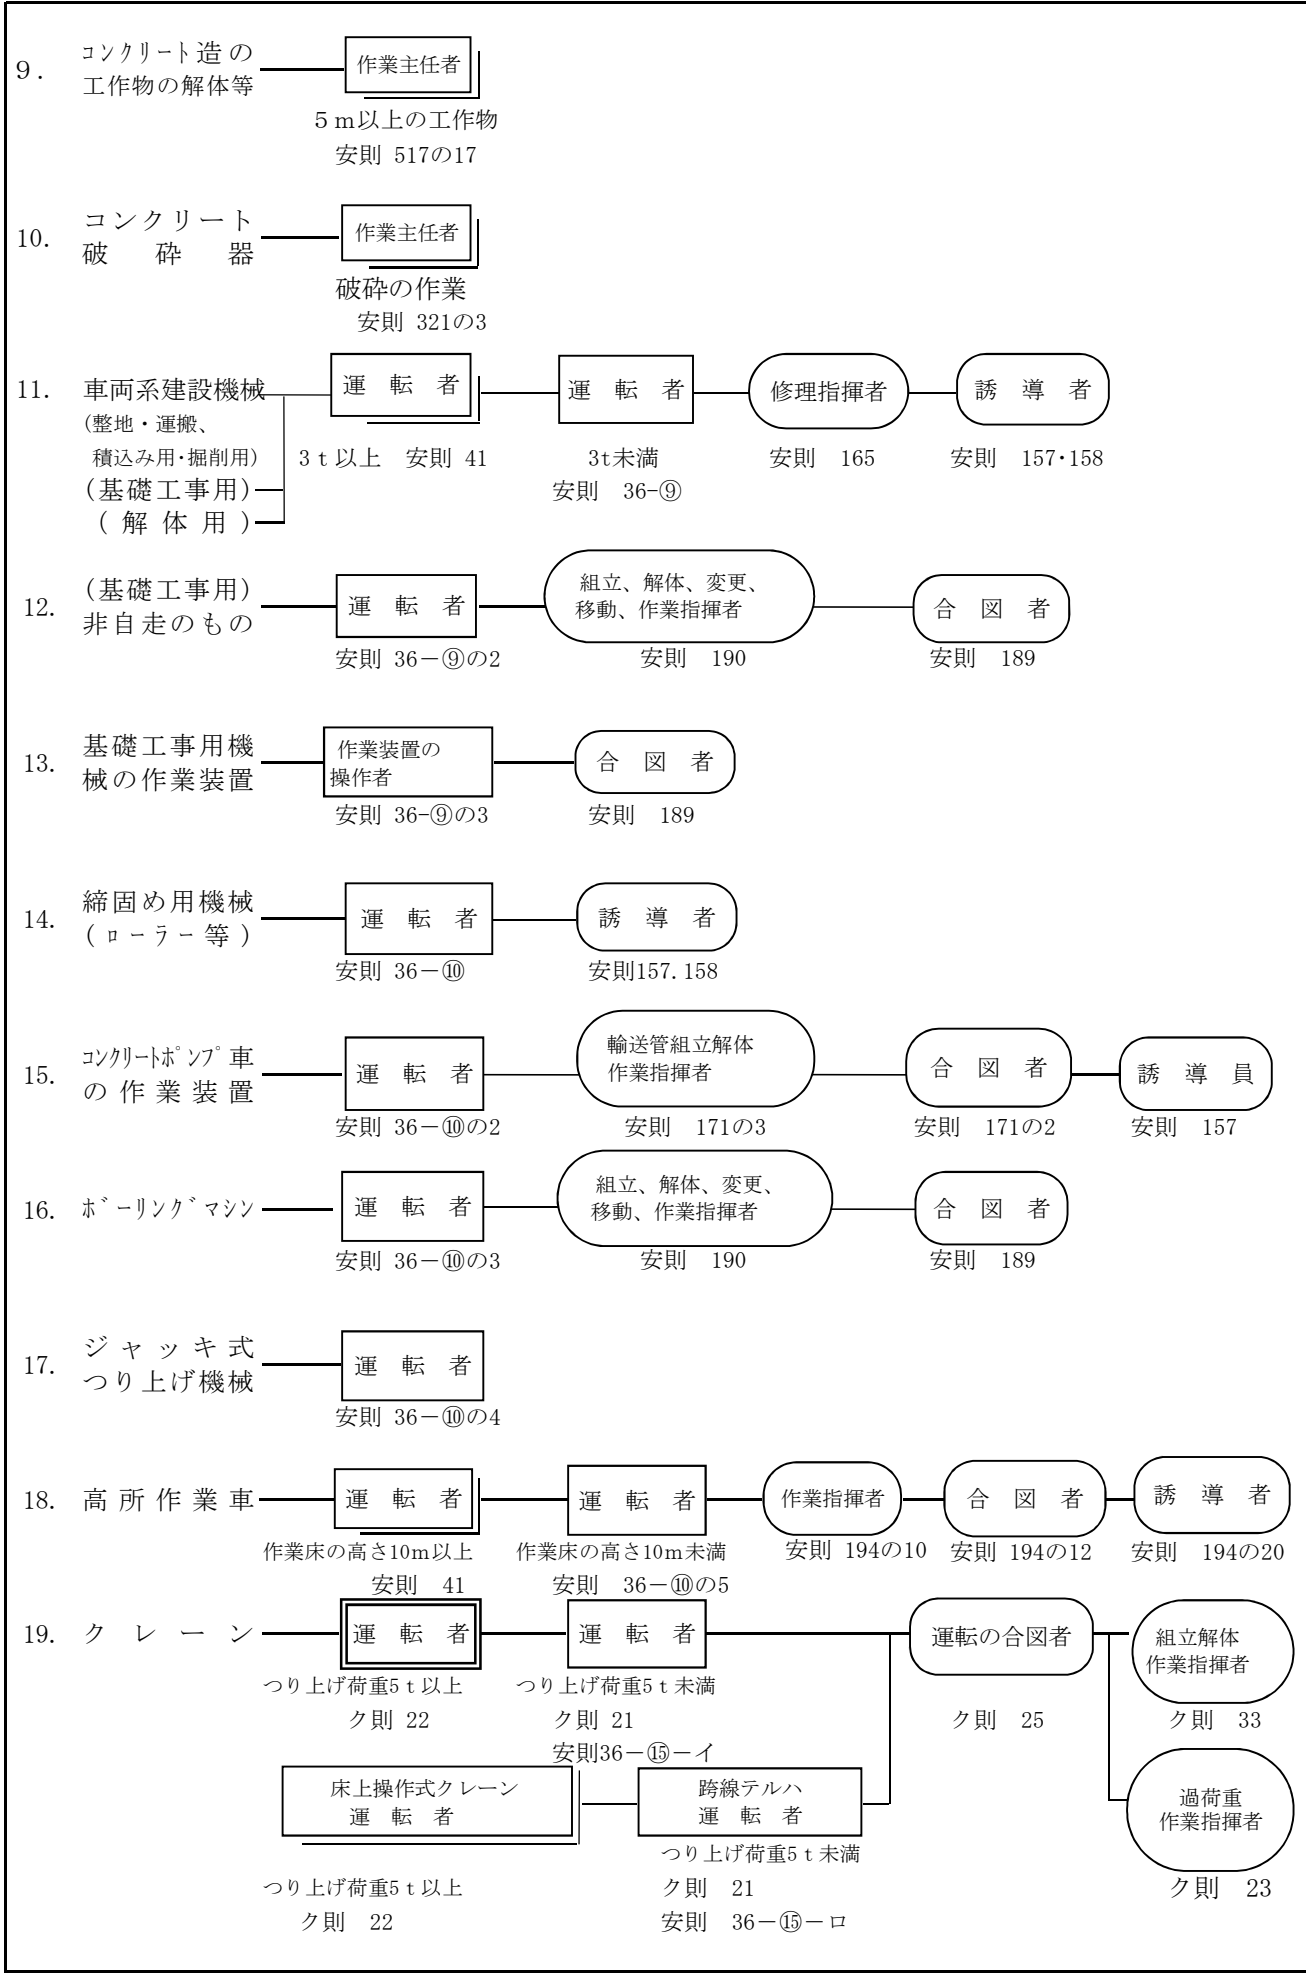 9. コンクリート造の
工作物の解体等
作業主任者
５ｍ以上の工作物
安則 517の17
10. コンクリート
破砕器
作業主任者
破砕の作業
安則 321の3
11. 車両系建設機械
(整地・運搬、
積込み用･掘削用)
(基礎工事用)
(解体用)
運転者
運転者
修理指揮者
誘導者
3ｔ以上 安則 41
3t未満
安則 36-⑨
安則 165
安則 157･158
12. (基礎工事用)
非自走のもの
運転者
組立、解体、変更、
移動、作業指揮者
合図者
安則 36－⑨の2
安則 190
安則 189
13. 基礎工事用機
械の作業装置
作業装置の
操作者
合図者
安則 36-⑨の3
安則 189
14. 締固め用機械
(ﾛｰﾗｰ等)
運転者
誘導者
安則 36－⑩
安則157.158
15. ｺﾝｸﾘｰﾄﾎﾟﾝﾌﾟ車
の作業装置
運転者
輸送管組立解体
作業指揮者
合図者
誘導員
安則 36－⑩の2
安則 171の3
安則 171の2
安則 157
16. ﾎﾞｰﾘﾝｸﾞﾏｼﾝ
運転者
組立、解体、変更、
移動、作業指揮者
合図者
安則 36－⑩の3
安則 190
安則 189
17. ジャッキ式
つり上げ機械
運転者
安則 36－⑩の4
18. 高所作業車
運転者
運転者
作業指揮者
合図者
誘導者
作業床の高さ10ｍ以上
安則 41
作業床の高さ10ｍ未満
安則 36－⑩の5
安則 194の10
安則 194の12
安則 194の20
19. クレーン
運転者
運転者
運転の合図者
組立解体
作業指揮者
つり上げ荷重5ｔ以上
ク則 22
つり上げ荷重5ｔ未満
ク則 21
安則36－⑮－イ
ク則 25
ク則 33
床上操作式クレーン
運転者
跨線テルハ
運転者
過荷重
作業指揮者
つり上げ荷重5ｔ以上
ク則 22
つり上げ荷重5ｔ未満
ク則 21
安則 36－⑮－ロ
ク則 23